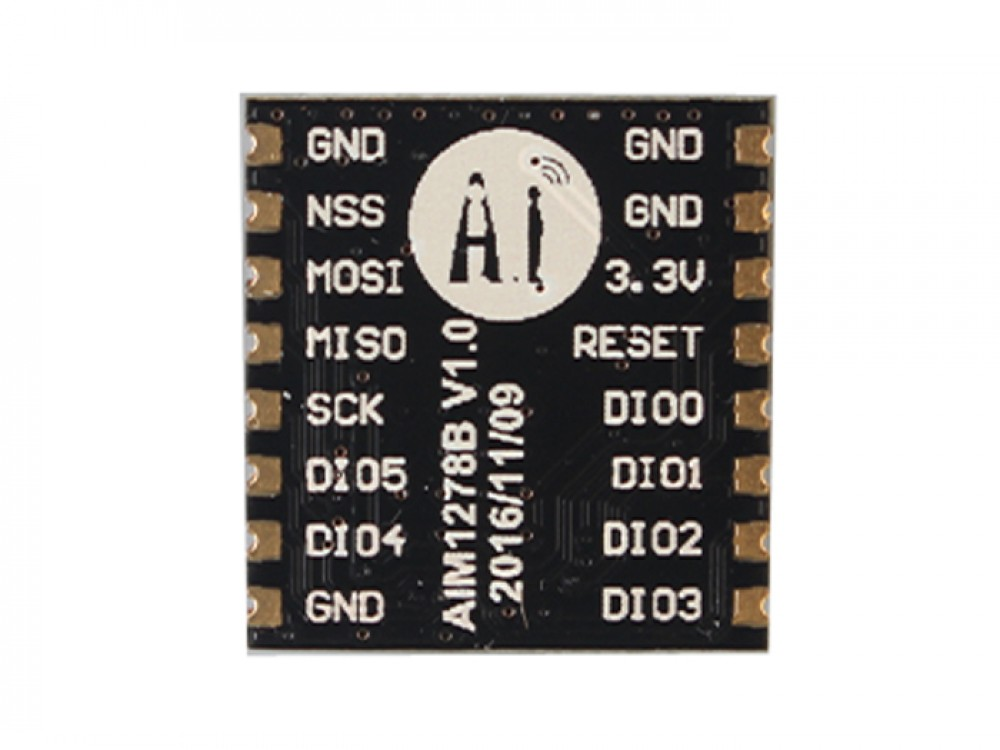 GND
NSS
MOSI
MISO
SCK
DIO5
DIO4
GND
Ai
AIM1278B V1.0
2016/11/09
GND
GND
3.3V
RESET
DIO0
DIO1
DIO2
DIO3